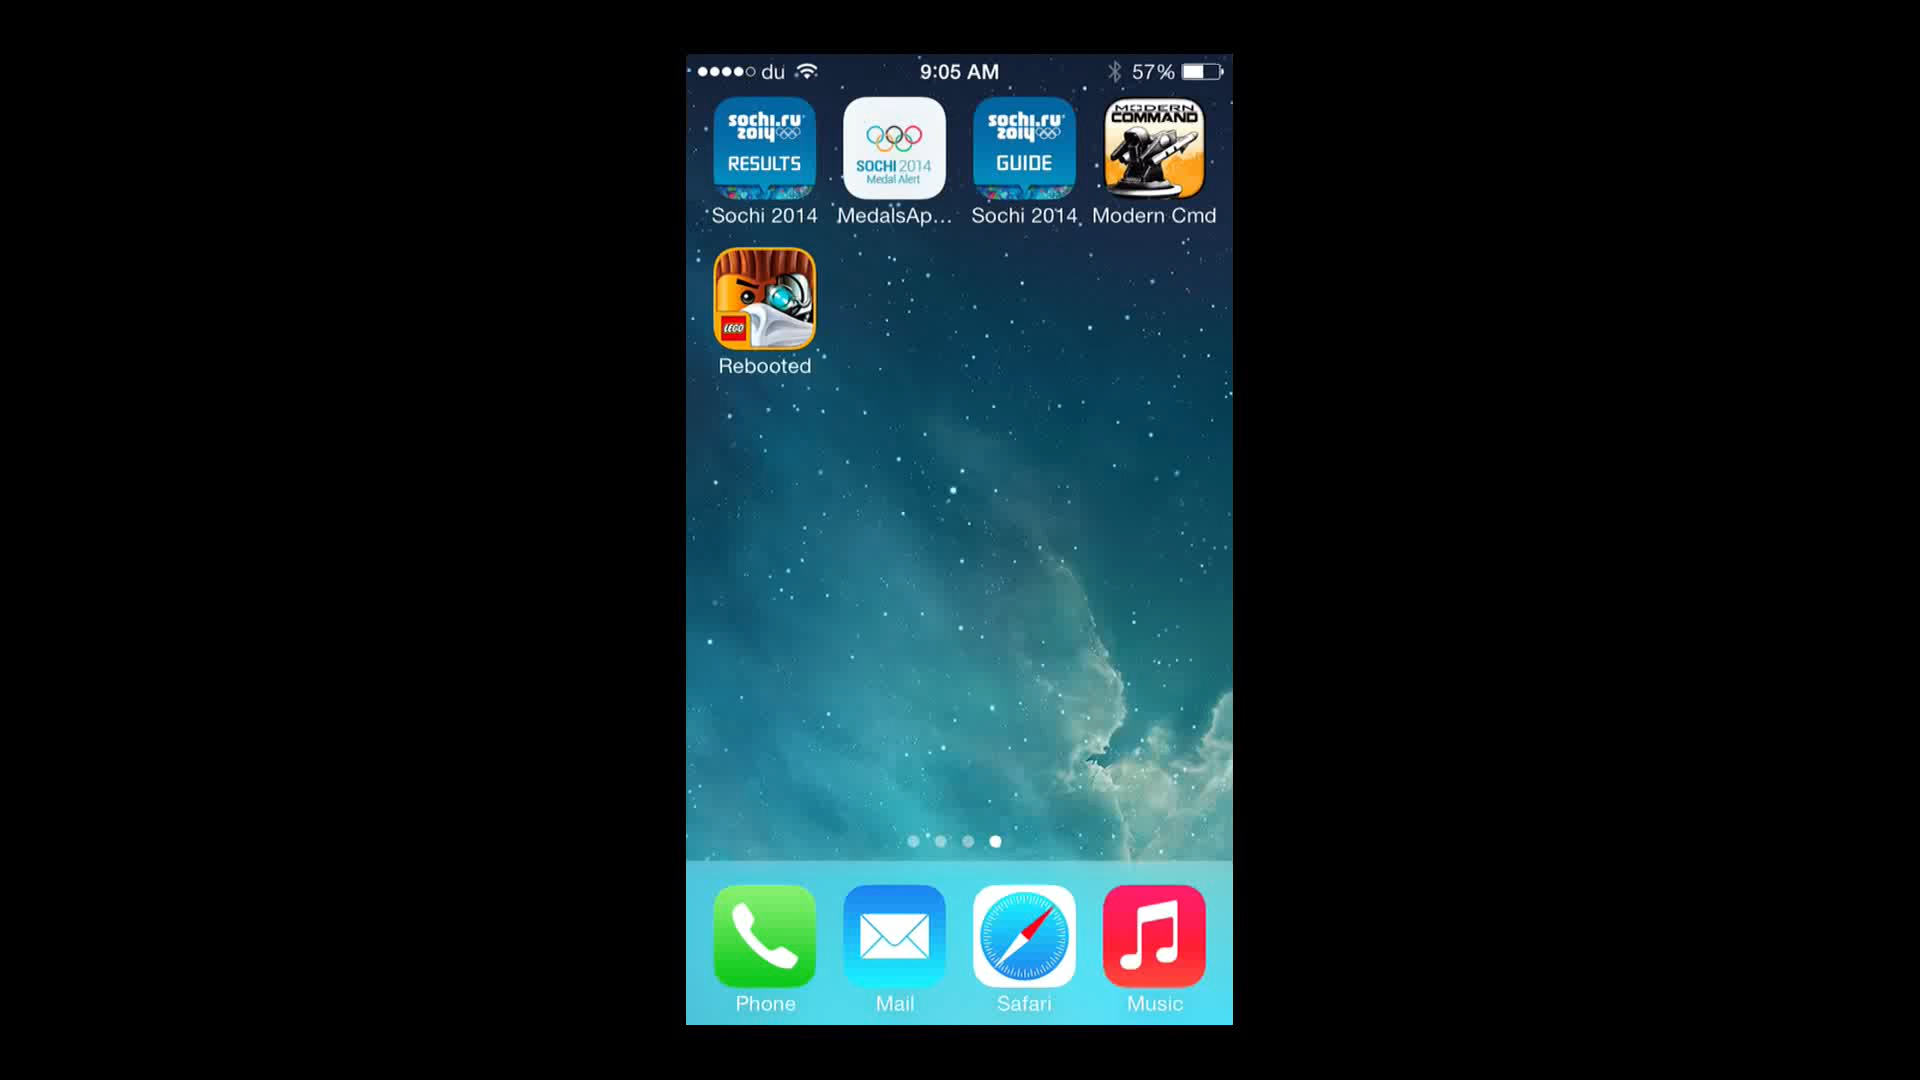 du 9:05 AM 57%
sochi.ru
2014
RESULTS
SOCHI 2014
Medal Alert
sochi.ru
2014
GUIDE
MODERN
COMMAND
Sochi 2014 MedalsAp... Sochi 2014 Modern Cmd
LEGO
Rebooted
Phone Mail Safari Music